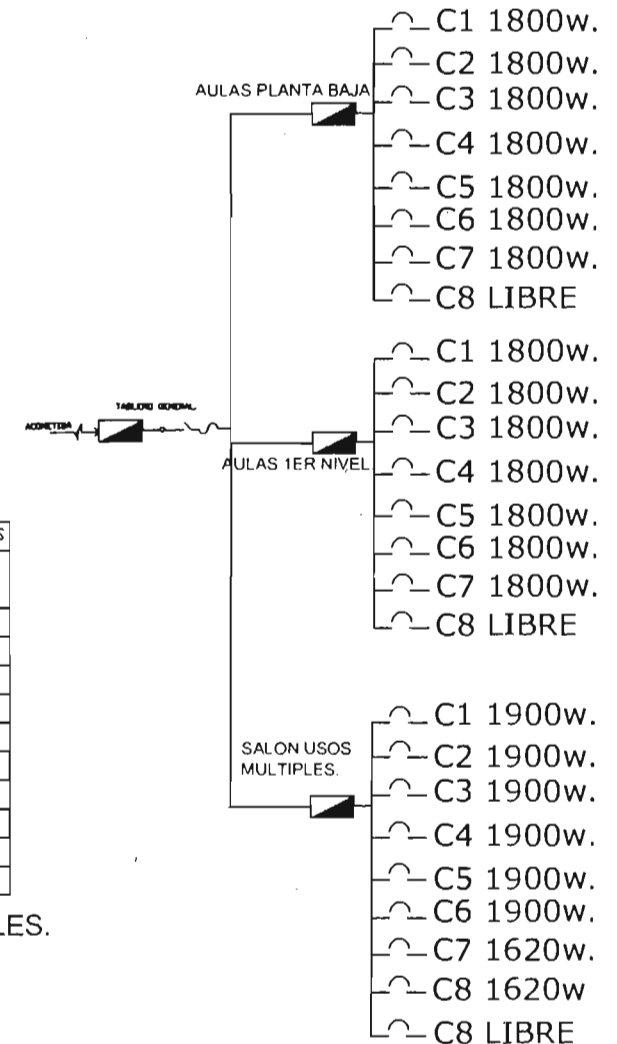 AULAS PLANTA BAJA
C1 1800w.
C2 1800w.
C3 1800w.
C4 1800w.
C5 1800w.
C6 1800w.
C7 1800w.
C8 LIBRE
ACOMETIDA
TABLERO GENERAL
AULAS 1ER NIVEL
C1 1800w.
C2 1800w.
C3 1800w.
C4 1800w.
C5 1800w.
C6 1800w.
C7 1800w.
C8 LIBRE
S
LES.
SALON USOS
MULTIPLES.
C1 1900w.
C2 1900w.
C3 1900w.
C4 1900w.
C5 1900w.
C6 1900w.
C7 1620w.
C8 1620w
C8 LIBRE